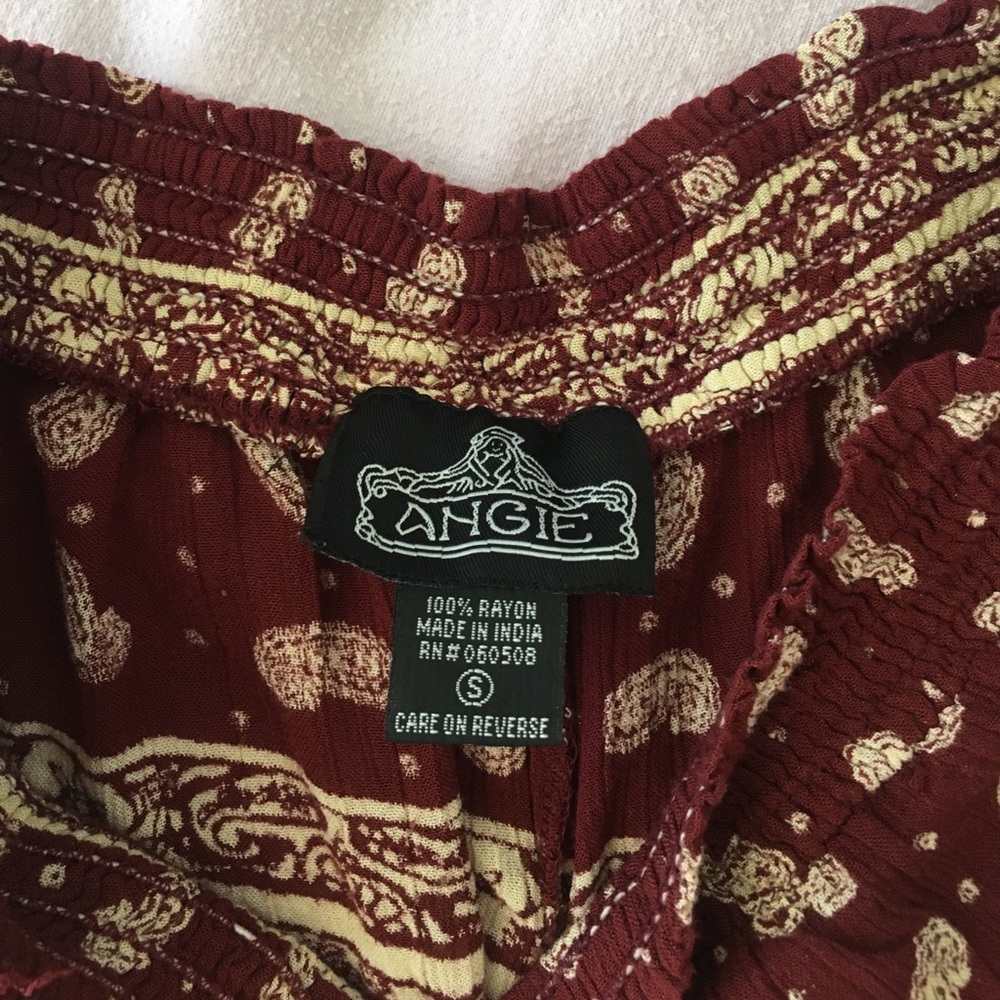 ANGIE
100% RAYON
MADE IN INDIA
RN# 060508
S
CARE ON REVERSE